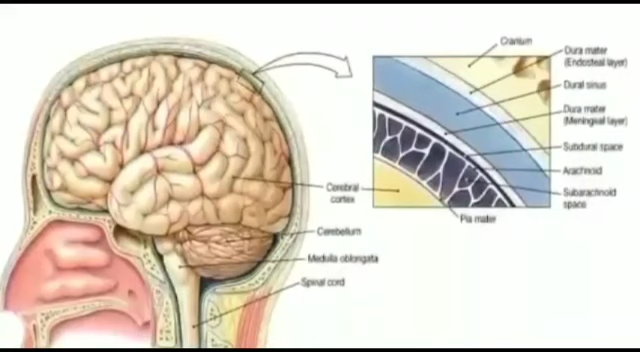 Cranium
Dura mater
(Endosteal layer)
Dural sinus
Dura mater
(Meningeal layer)
Subdural space
Arachnoid
Subarachnoid
space
Pia mater
Cerebral
cortex
Cerebellum
Medulla oblongata
Spinal cord